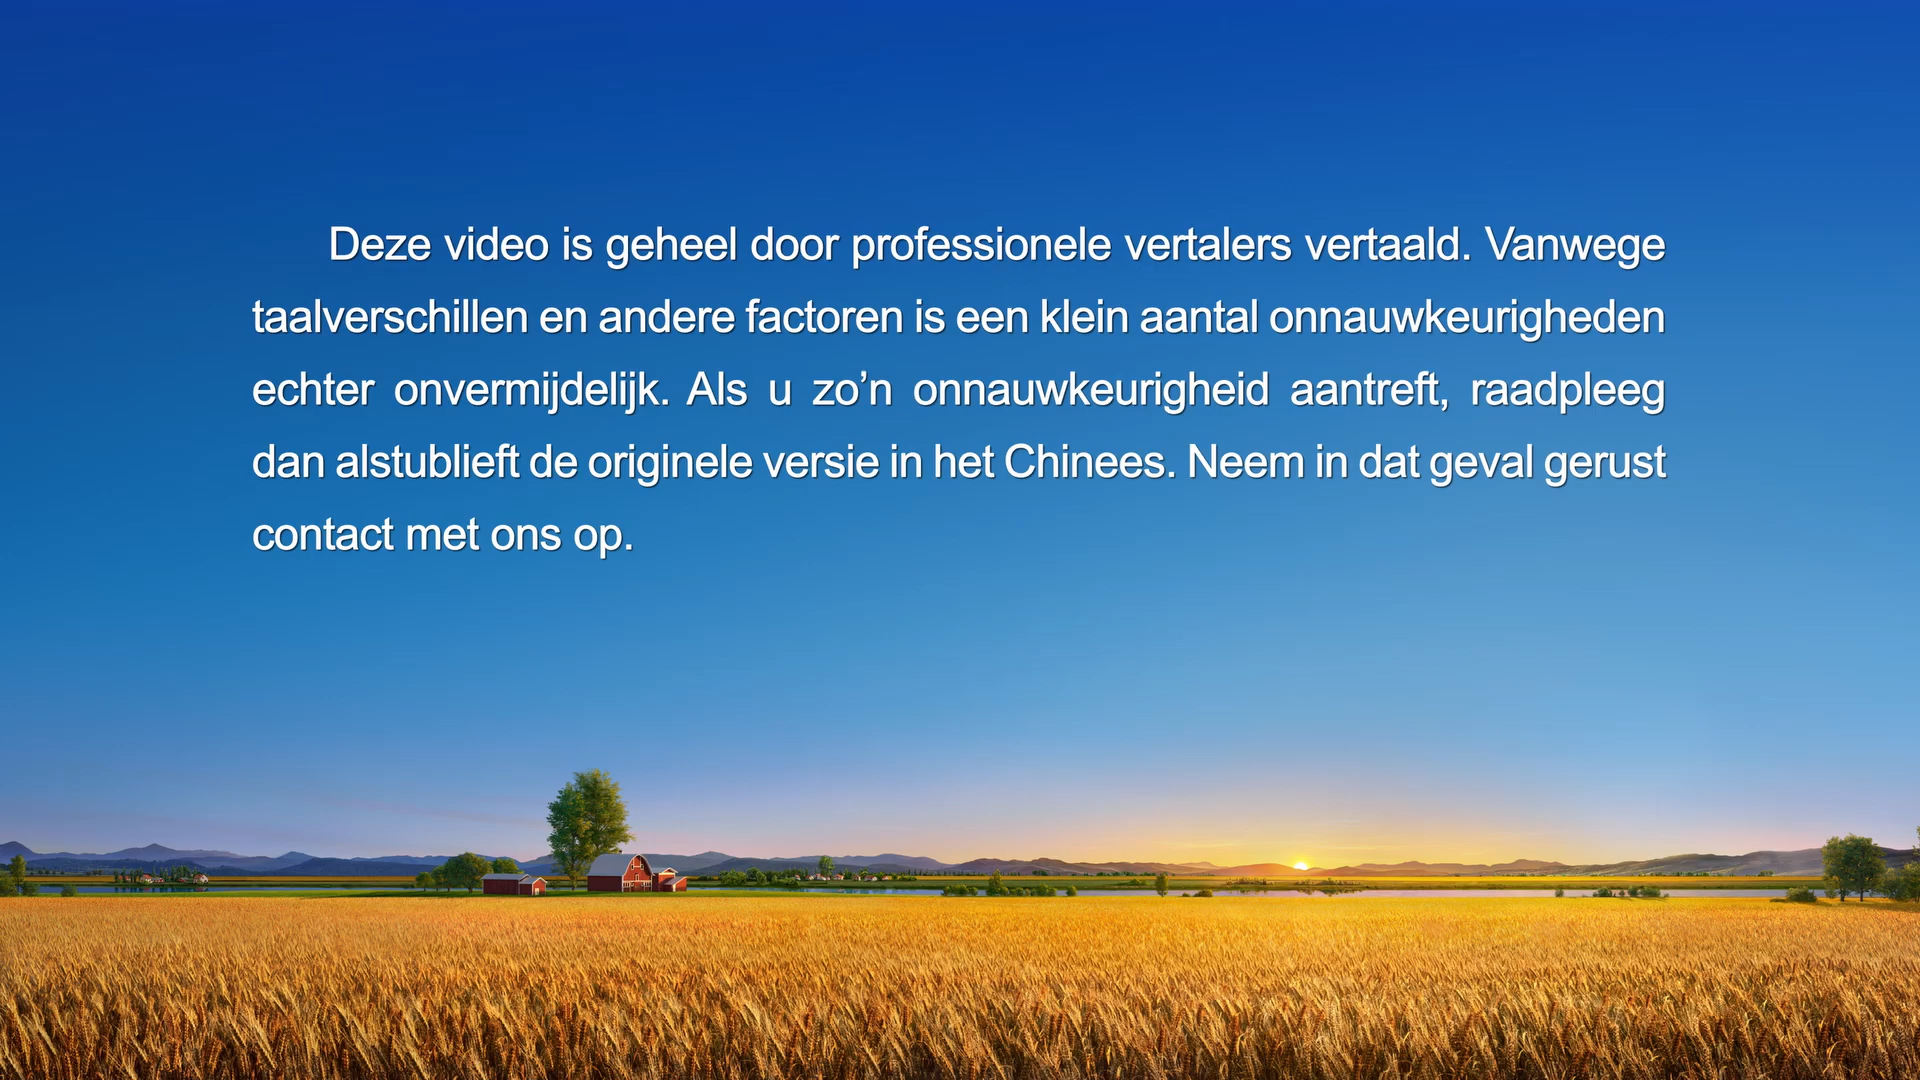 Deze video is geheel door professionele vertalers vertaald. Vanwege
taalverschillen en andere factoren is een klein aantal onnauwkeurigheden
echter onvermijdelijk. Als u zo’n onnauwkeurigheid aantreft, raadpleeg
dan alstublieft de originele versie in het Chinees. Neem in dat geval gerust
contact met ons op.